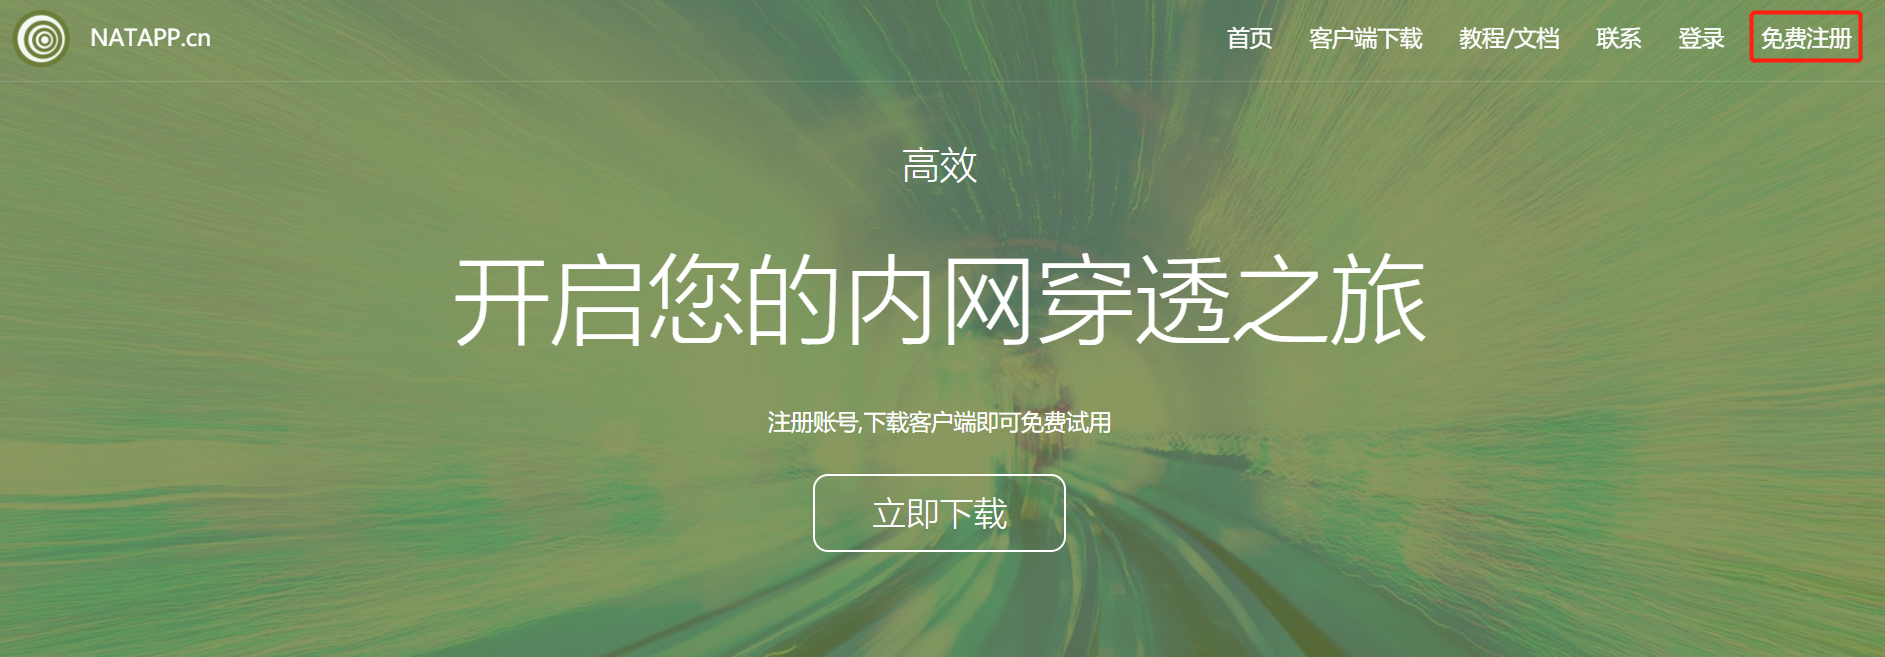 NATAPP.cn
首页 客户端下载 教程/文档 联系 登录 免费注册
高效
开启您的内网穿透之旅
注册账号,下载客户端即可免费试用
立即下载